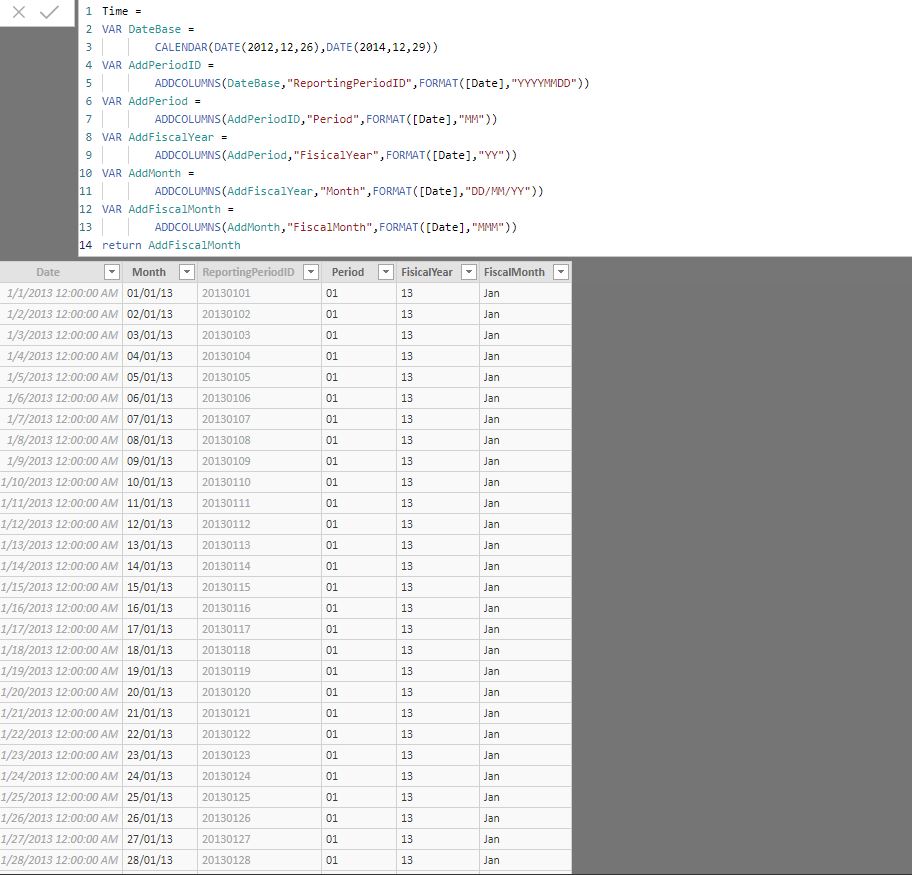 1 Time =
2 VAR DateBase =
3 CALENDAR(DATE(2012,12,26),DATE(2014,12,29))
4 VAR AddPeriodID =
5 ADDCOLUMNS(DateBase,"ReportingPeriodID",FORMAT([Date],"YYYYMMDD"))
6 VAR AddPeriod =
7 ADDCOLUMNS(AddPeriodID,"Period",FORMAT([Date],"MM"))
8 VAR AddFiscalYear =
9 ADDCOLUMNS(AddPeriod,"FisicalYear",FORMAT([Date],"YY"))
10 VAR AddMonth =
11 ADDCOLUMNS(AddFiscalYear,"Month",FORMAT([Date],"DD/MM/YY"))
12 VAR AddFiscalMonth =
13 ADDCOLUMNS(AddMonth,"FiscalMonth",FORMAT([Date],"MMM"))
14 return AddFiscalMonth
Date Month ReportingPeriodID Period FisicalYear FiscalMonth
1/1/2013 12:00:00 AM 01/01/13 20130101 01 13 Jan
1/2/2013 12:00:00 AM 02/01/13 20130102 01 13 Jan
1/3/2013 12:00:00 AM 03/01/13 20130103 01 13 Jan
1/4/2013 12:00:00 AM 04/01/13 20130104 01 13 Jan
1/5/2013 12:00:00 AM 05/01/13 20130105 01 13 Jan
1/6/2013 12:00:00 AM 06/01/13 20130106 01 13 Jan
1/7/2013 12:00:00 AM 07/01/13 20130107 01 13 Jan
1/8/2013 12:00:00 AM 08/01/13 20130108 01 13 Jan
1/9/2013 12:00:00 AM 09/01/13 20130109 01 13 Jan
1/10/2013 12:00:00 AM 10/01/13 20130110 01 13 Jan
1/11/2013 12:00:00 AM 11/01/13 20130111 01 13 Jan
1/12/2013 12:00:00 AM 12/01/13 20130112 01 13 Jan
1/13/2013 12:00:00 AM 13/01/13 20130113 01 13 Jan
1/14/2013 12:00:00 AM 14/01/13 20130114 01 13 Jan
1/15/2013 12:00:00 AM 15/01/13 20130115 01 13 Jan
1/16/2013 12:00:00 AM 16/01/13 20130116 01 13 Jan
1/17/2013 12:00:00 AM 17/01/13 20130117 01 13 Jan
1/18/2013 12:00:00 AM 18/01/13 20130118 01 13 Jan
1/19/2013 12:00:00 AM 19/01/13 20130119 01 13 Jan
1/20/2013 12:00:00 AM 20/01/13 20130120 01 13 Jan
1/21/2013 12:00:00 AM 21/01/13 20130121 01 13 Jan
1/22/2013 12:00:00 AM 22/01/13 20130122 01 13 Jan
1/23/2013 12:00:00 AM 23/01/13 20130123 01 13 Jan
1/24/2013 12:00:00 AM 24/01/13 20130124 01 13 Jan
1/25/2013 12:00:00 AM 25/01/13 20130125 01 13 Jan
1/26/2013 12:00:00 AM 26/01/13 20130126 01 13 Jan
1/27/2013 12:00:00 AM 27/01/13 20130127 01 13 Jan
1/28/2013 12:00:00 AM 28/01/13 20130128 01 13 Jan